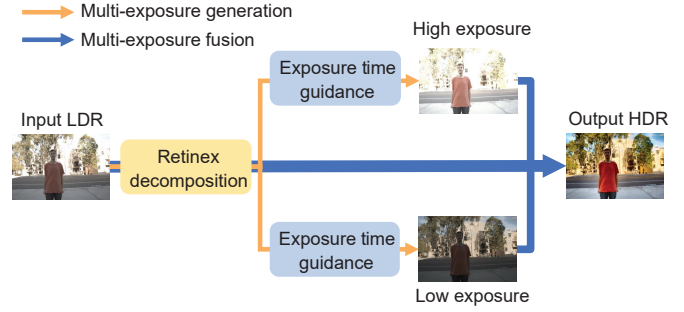 Multi-exposure generation
Multi-exposure fusion
High exposure
Exposure time
guidance
Input LDR
Output HDR
Retinex
decomposition
Exposure time
guidance
Low exposure